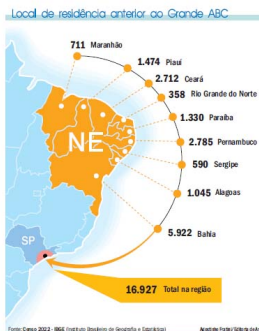 Local de residência anterior ao Grande ABC
711 Maranhão
1.474 Piauí
2.712 Ceará
358 Rio Grande do Norte
1.330 Paraíba
NE
2.785 Pernambuco
590 Sergipe
1.045 Alagoas
5.922 Bahia
SP
16.927 Total na região
Fonte: Censo 2022 - IBGE (Instituto Brasileiro de Geografia e Estatística)